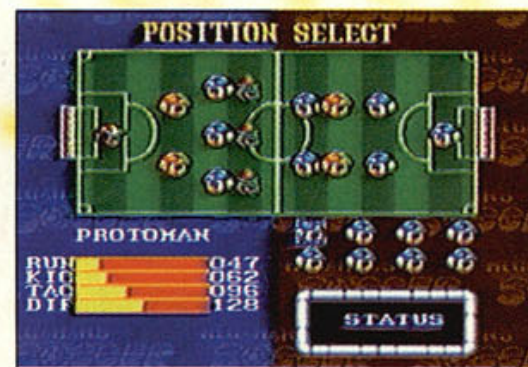 POSITION SELECT
PROTOMAN
RUN 047
KIC 062
TAC 096
DIF 128
STATUS